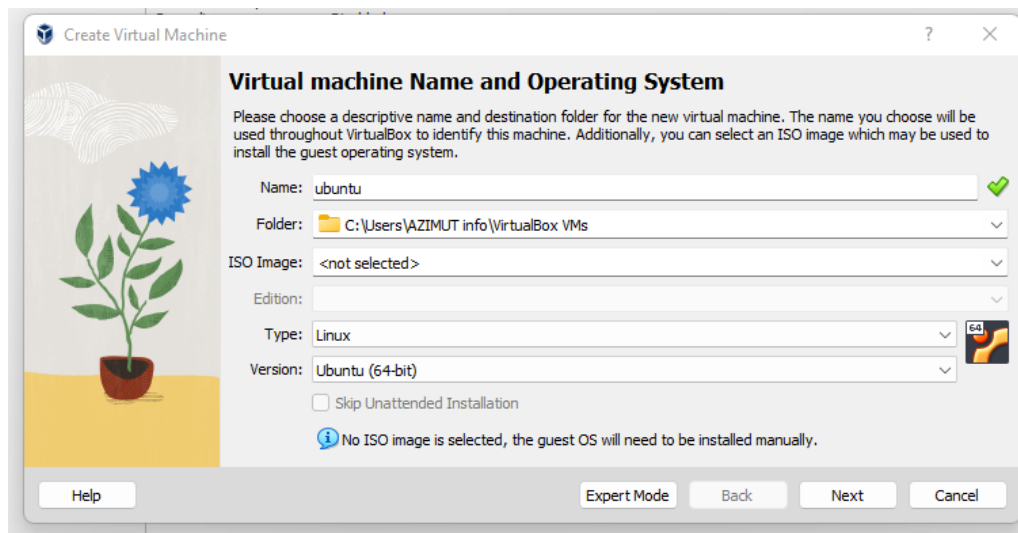 Create Virtual Machine
?
Virtual machine Name and Operating System
Please choose a descriptive name and destination folder for the new virtual machine. The name you choose will be
used throughout VirtualBox to identify this machine. Additionally, you can select an ISO image which may be used to
install the guest operating system.
Name: ubuntu
Folder: C:\Users\AZIMUT info\VirtualBox VMs
ISO Image: <not selected>
Edition:
Type: Linux
64
Version: Ubuntu (64-bit)
Skip Unattended Installation
No ISO image is selected, the guest OS will need to be installed manually.
Help Expert Mode Back Next Cancel